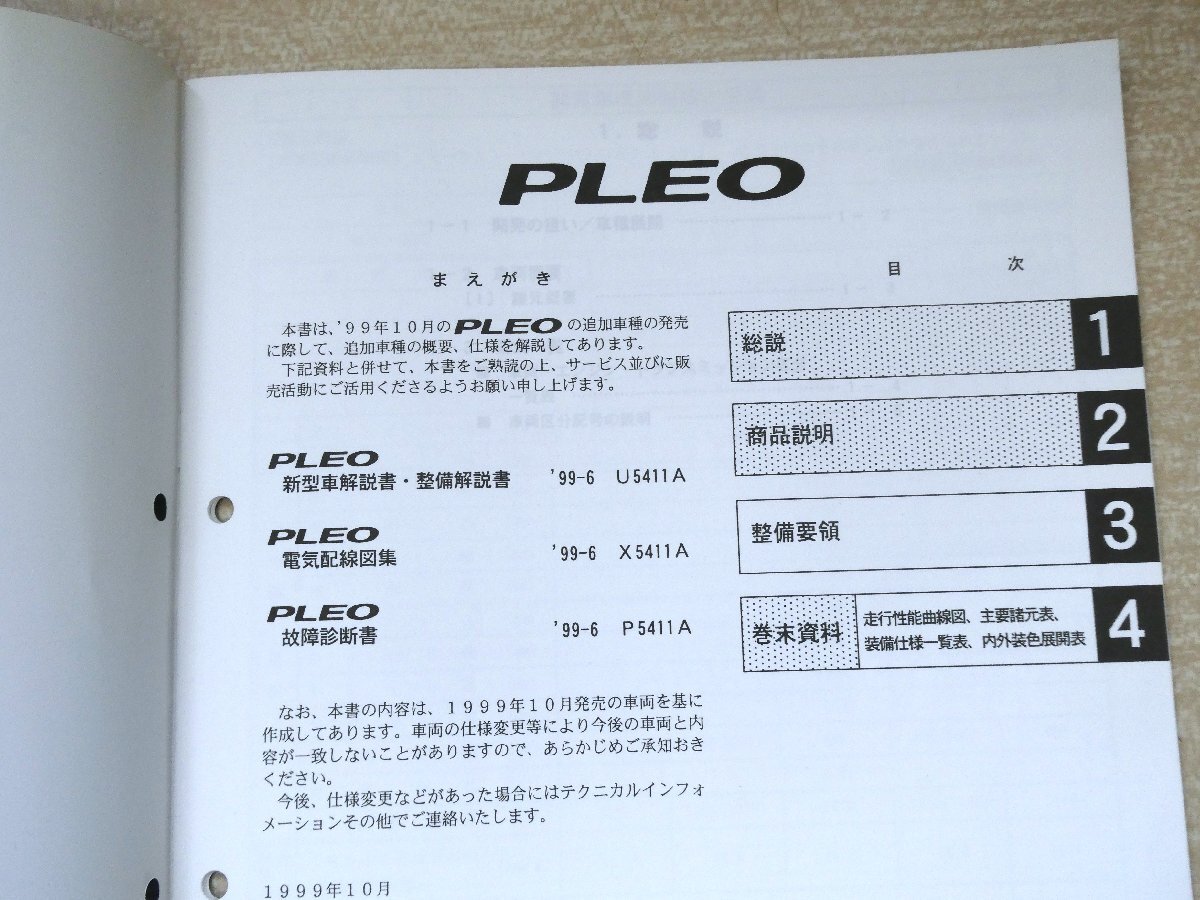 PLEO
まえがき
本書は、'99年10月のPLEOの追加車種の発売
に際して、追加車種の概要、仕様を解説してあります。
下記資料と併せて、本書をご熟読の上、サービス並びに販
売活動にご活用くださるようお願い申し上げます。
PLEO
新型車解説書・整備解説書 '99-6 U5411A
PLEO
電気配線図集 '99-6 X5411A
PLEO
故障診断書 '99-6 P5411A
なお、本書の内容は、1999年10月発売の車両を基に
作成してあります。車両の仕様変更等により今後の車両と内
容が一致しないことがありますので、あらかじめご承知おき
ください。
今後、仕様変更などがあった場合にはテクニカルインフォ
メーションその他でご連絡いたします。
1999年10月
目次
総説 1
商品説明 2
整備要領 3
巻末資料 走行性能曲線図、主要諸元表、 4
装備仕様一覧表、内外装色展開表